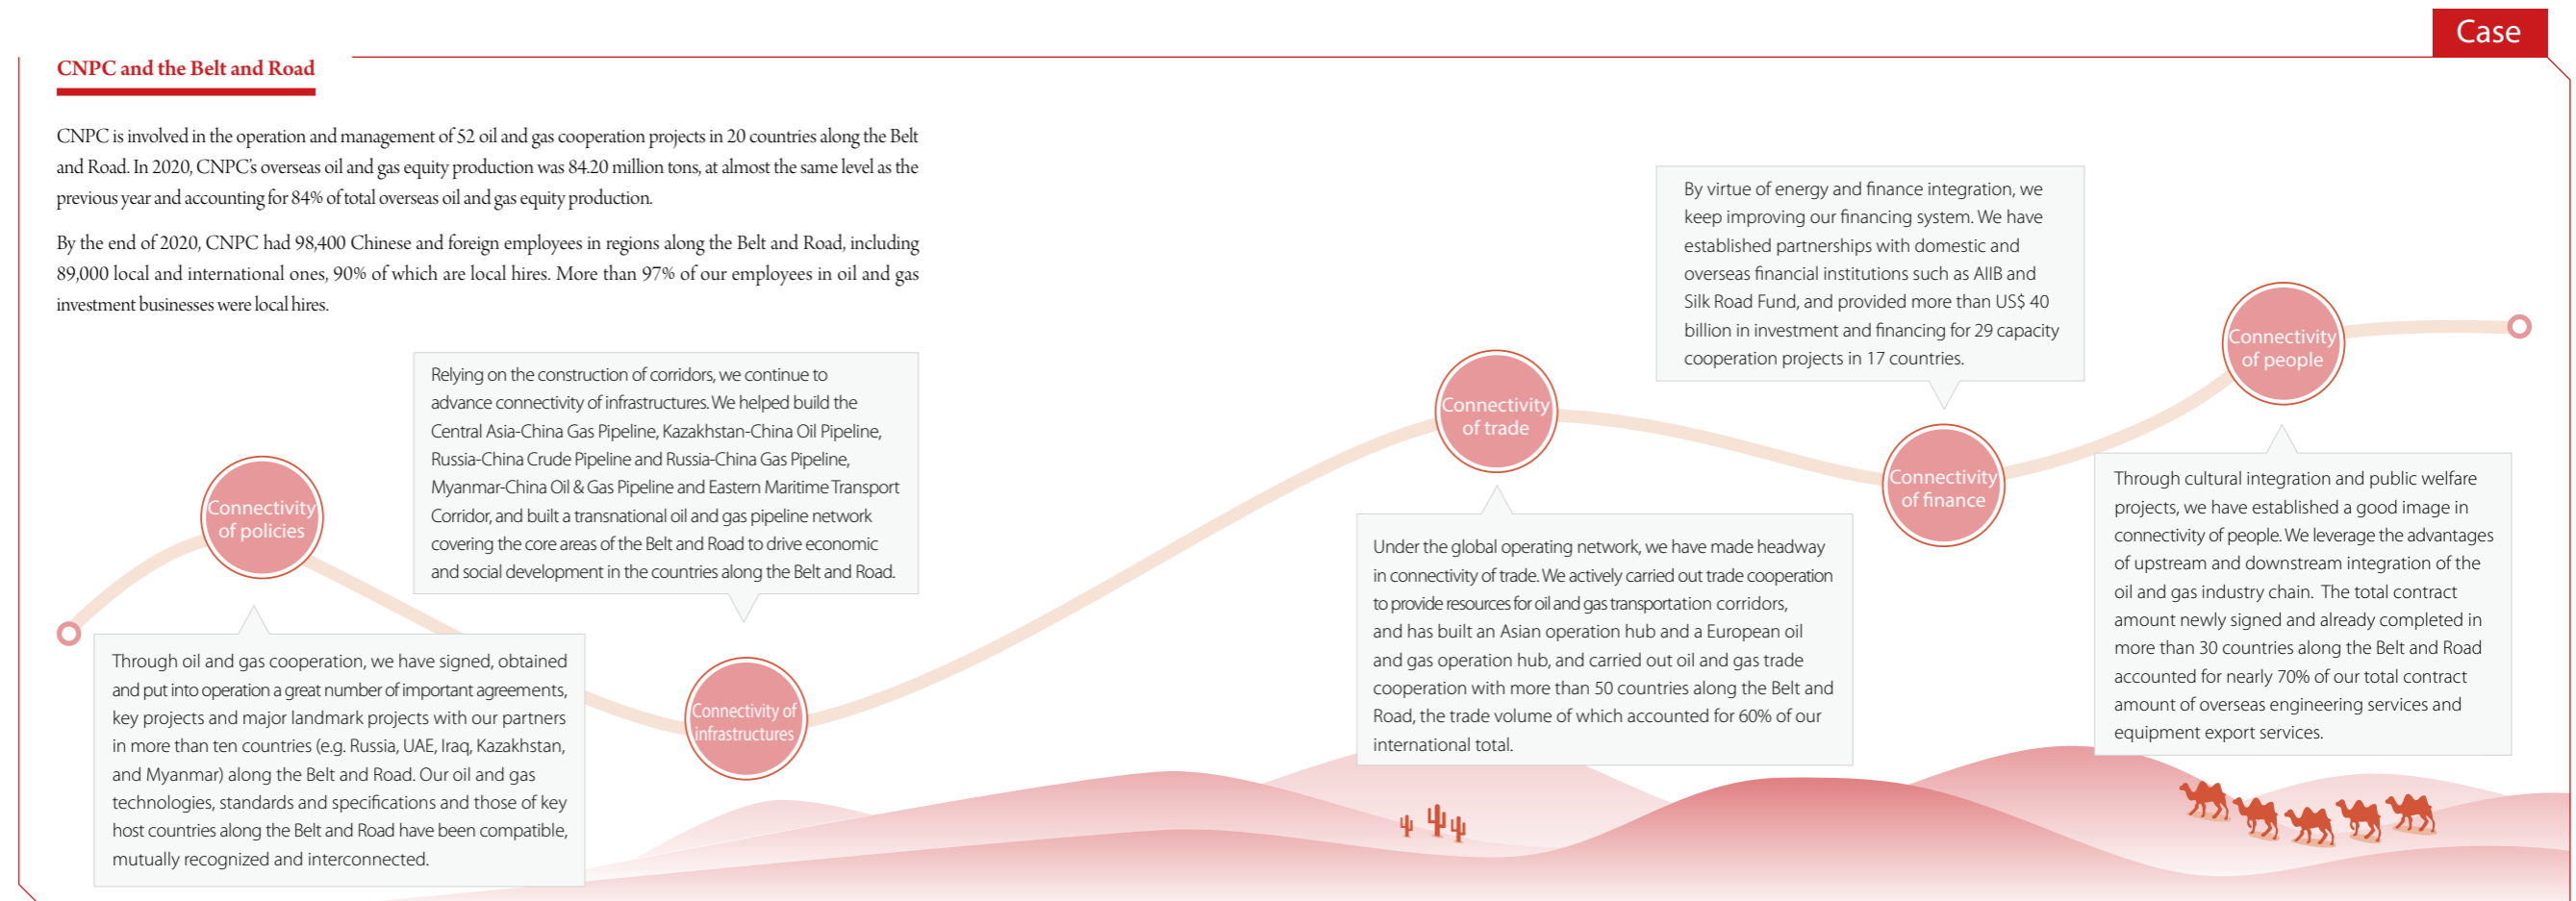 Case
CNPC and the Belt and Road
CNPC is involved in the operation and management of 52 oil and gas cooperation projects in 20 countries along the Belt
and Road. In 2020, CNPC's overseas oil and gas equity production was 84.20 million tons, at almost the same level as the
previous year and accounting for 84% of total overseas oil and gas equity production.
By the end of 2020, CNPC had 98,400 Chinese and foreign employees in regions along the Belt and Road, including
89,000 local and international ones, 90% of which are local hires. More than 97% of our employees in oil and gas
investment businesses were local hires.
Connectivity
of policies
Through oil and gas cooperation, we have signed, obtained
and put into operation a great number of important agreements,
key projects and major landmark projects with our partners
in more than ten countries (e.g. Russia, UAE, Iraq, Kazakhstan,
and Myanmar) along the Belt and Road. Our oil and gas
technologies, standards and specifications and those of key
host countries along the Belt and Road have been compatible,
mutually recognized and interconnected.
Relying on the construction of corridors, we continue to
advance connectivity of infrastructures. We helped build the
Central Asia-China Gas Pipeline, Kazakhstan-China Oil Pipeline,
Russia-China Crude Pipeline and Russia-China Gas Pipeline,
Myanmar-China Oil & Gas Pipeline and Eastern Maritime Transport
Corridor, and built a transnational oil and gas pipeline network
covering the core areas of the Belt and Road to drive economic
and social development in the countries along the Belt and Road.
Connectivity of
infrastructures
Connectivity
of trade
Under the global operating network, we have made headway
in connectivity of trade. We actively carried out trade cooperation
to provide resources for oil and gas transportation corridors,
and has built an Asian operation hub and a European oil
and gas operation hub, and carried out oil and gas trade
cooperation with more than 50 countries along the Belt and
Road, the trade volume of which accounted for 60% of our
international total.
By virtue of energy and finance integration, we
keep improving our financing system. We have
established partnerships with domestic and
overseas financial institutions such as AIIB and
Silk Road Fund, and provided more than US$ 40
billion in investment and financing for 29 capacity
cooperation projects in 17 countries.
Connectivity
of finance
Connectivity
of people
Through cultural integration and public welfare
projects, we have established a good image in
connectivity of people. We leverage the advantages
of upstream and downstream integration of the
oil and gas industry chain. The total contract
amount newly signed and already completed in
more than 30 countries along the Belt and Road
accounted for nearly 70% of our total contract
amount of overseas engineering services and
equipment export services.